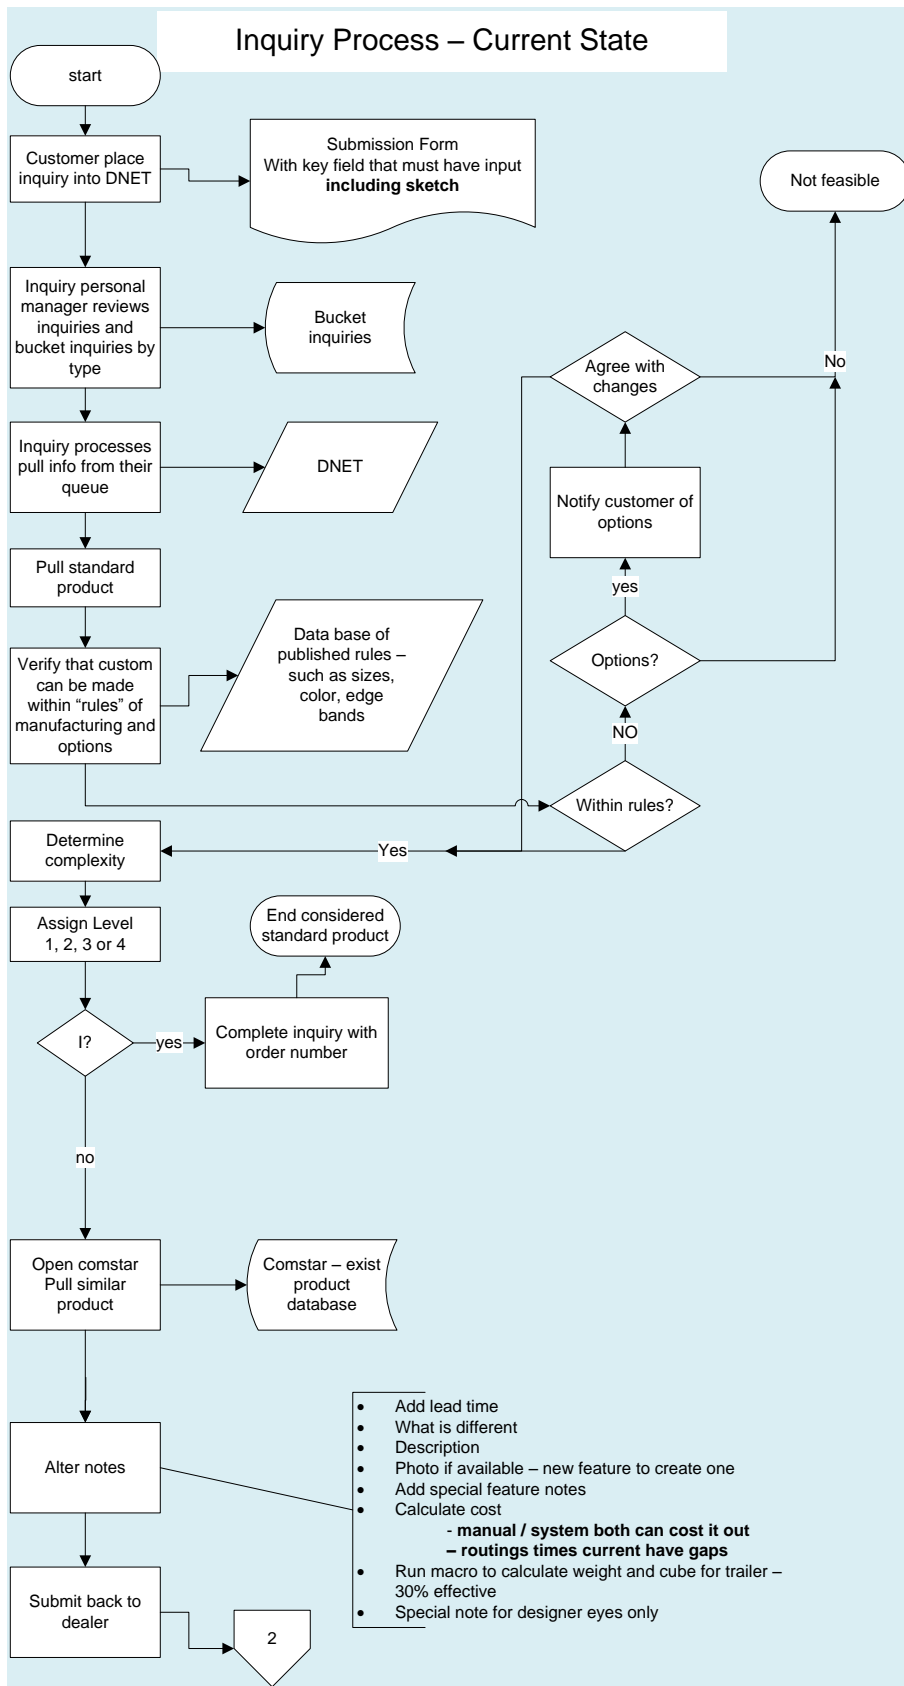 Inquiry Process – Current State
start
Customer place
inquiry into DNET
Submission Form
With key field that must have input
including sketch
Not feasible
Inquiry personal
manager reviews
inquiries and
bucket inquiries by
type
Bucket
inquiries
Agree with
changes
No
Inquiry processes
pull info from their
queue
DNET
Notify customer of
options
Pull standard
product
yes
Verify that custom
can be made
within “rules” of
manufacturing and
options
Data base of
published rules –
such as sizes,
color, edge
bands
Options?
NO
Within rules?
Determine
complexity
Yes
Assign Level
1, 2, 3 or 4
End considered
standard product
I?
yes
Complete inquiry with
order number
no
Open comstar
Pull similar
product
Comstar – exist
product
database
Alter notes
• Add lead time
• What is different
• Description
• Photo if available – new feature to create one
• Add special feature notes
• Calculate cost
- manual / system both can cost it out
– routings times current have gaps
• Run macro to calculate weight and cube for trailer –
30% effective
• Special note for designer eyes only
Submit back to
dealer
2